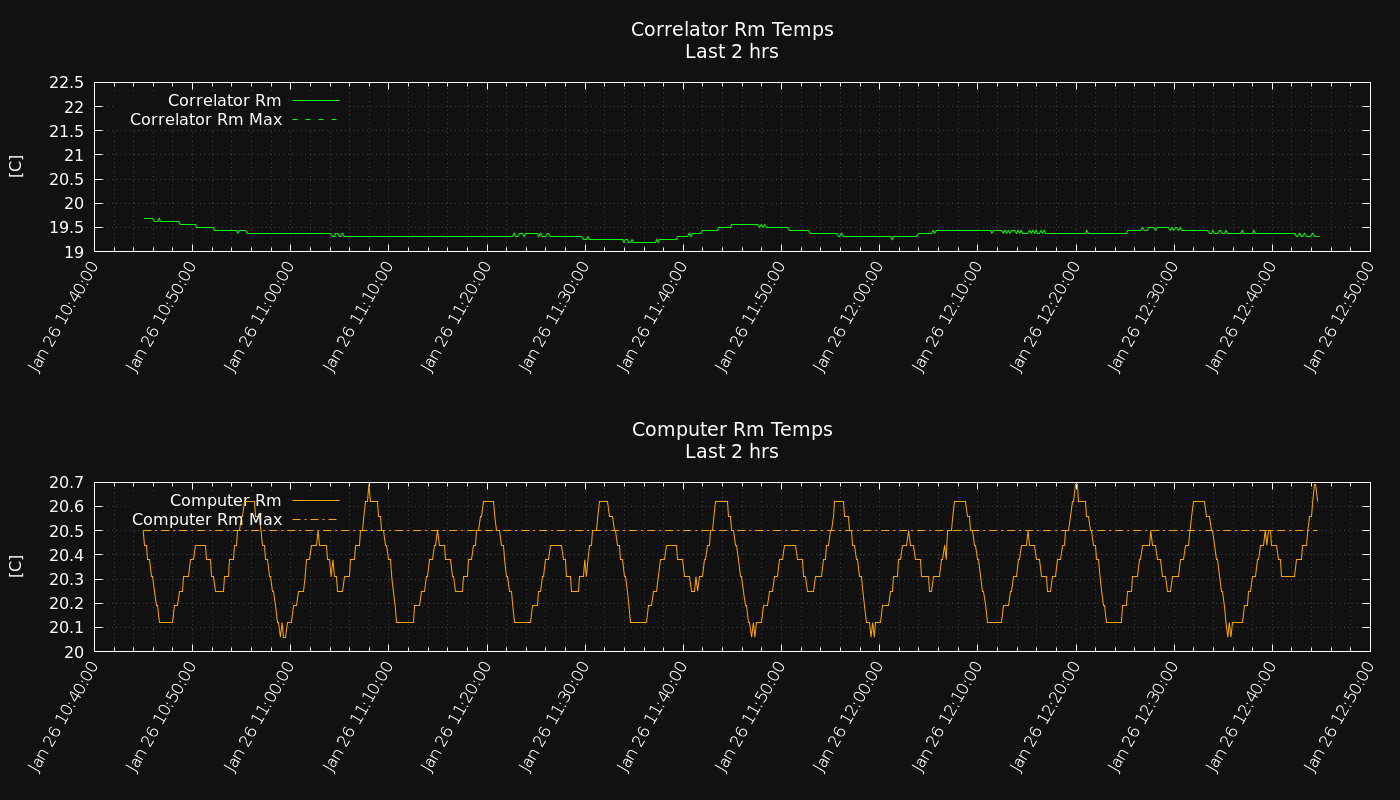 Correlator Rm Temps
Last 2 hrs
22.5
22
21.5
21
20.5
20
19.5
19
[C]
Correlator Rm
Correlator Rm Max
Jan 26 10:40:00
Jan 26 10:50:00
Jan 26 11:00:00
Jan 26 11:10:00
Jan 26 11:20:00
Jan 26 11:30:00
Jan 26 11:40:00
Jan 26 11:50:00
Jan 26 12:00:00
Jan 26 12:10:00
Jan 26 12:20:00
Jan 26 12:30:00
Jan 26 12:40:00
Jan 26 12:50:00
Computer Rm Temps
Last 2 hrs
20.7
20.6
20.5
20.4
20.3
20.2
20.1
20
[C]
Computer Rm
Computer Rm Max
Jan 26 10:40:00
Jan 26 10:50:00
Jan 26 11:00:00
Jan 26 11:10:00
Jan 26 11:20:00
Jan 26 11:30:00
Jan 26 11:40:00
Jan 26 11:50:00
Jan 26 12:00:00
Jan 26 12:10:00
Jan 26 12:20:00
Jan 26 12:30:00
Jan 26 12:40:00
Jan 26 12:50:00